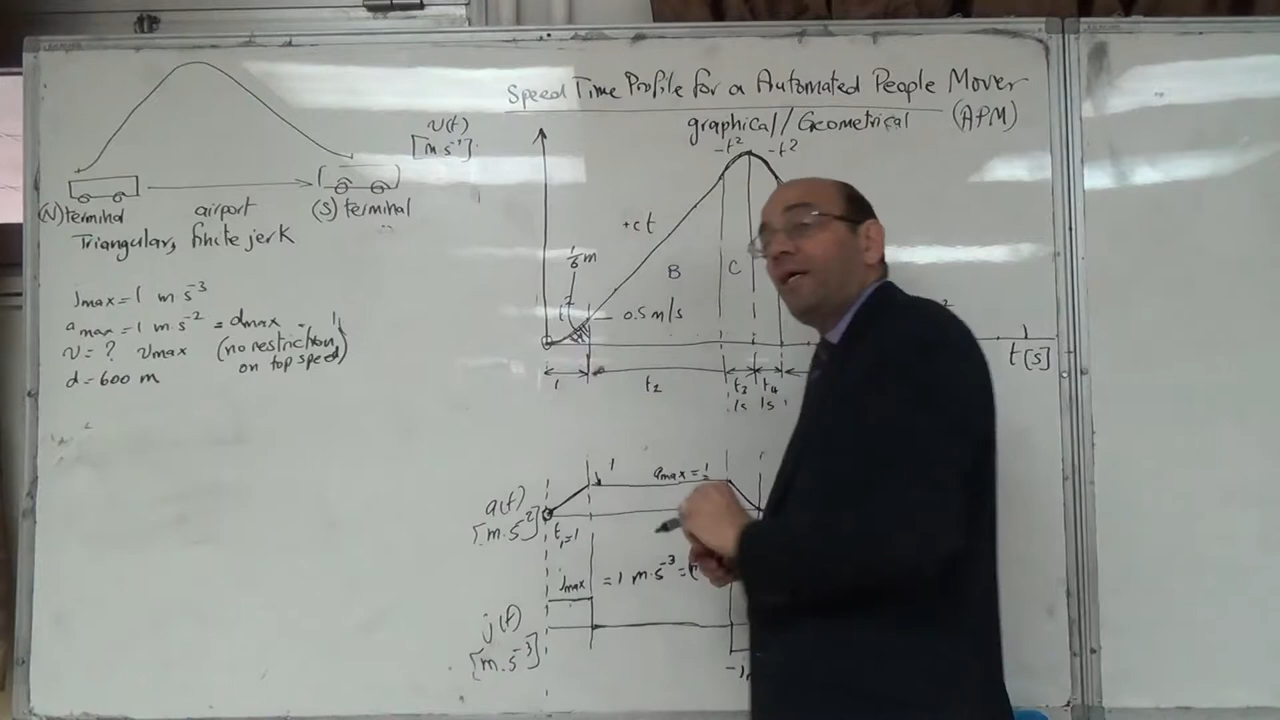 Speed Time Profile for a Automated People Mover
(APM)
graphical / Geometrical
(N) terminal
airport
(S) terminal
Triangular, finite jerk
jmax = 1 m s⁻³
amax = 1 m s⁻² = dmax
v = ? vmax (no restriction on top speed)
d = 600 m
v(t)
[m s⁻¹]
-t² -t²
+ct
1/6 m
t²
B
C
0.5 m/s
t[s]
1
t₂
t₃
t₄
1s
1s
a(t)
[m.s²]
1
amax =
t₁=1
jmax
= 1 m.s⁻³ =
j(t)
[m.s⁻³]